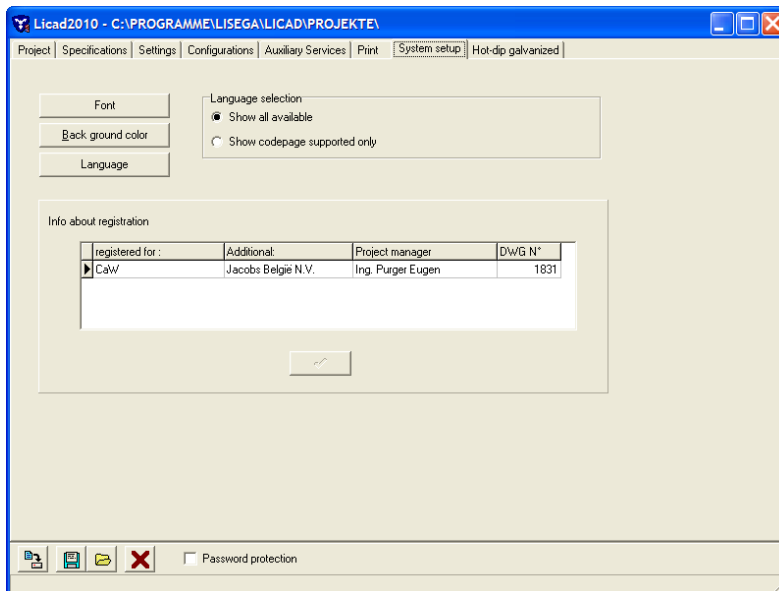 Licad2010 - C:\PROGRAMME\LISEGA\LICAD\PROJEKTE\
Project Specifications Settings Configurations Auxiliary Services Print System setup Hot-dip galvanized
Font
Back ground color
Language
Language selection
Show all available
Show codepage supported only
Info about registration
registered for : Additional: Project manager DWG N°
CaW Jacobs België N.V. Ing. Purger Eugen 1831
Password protection